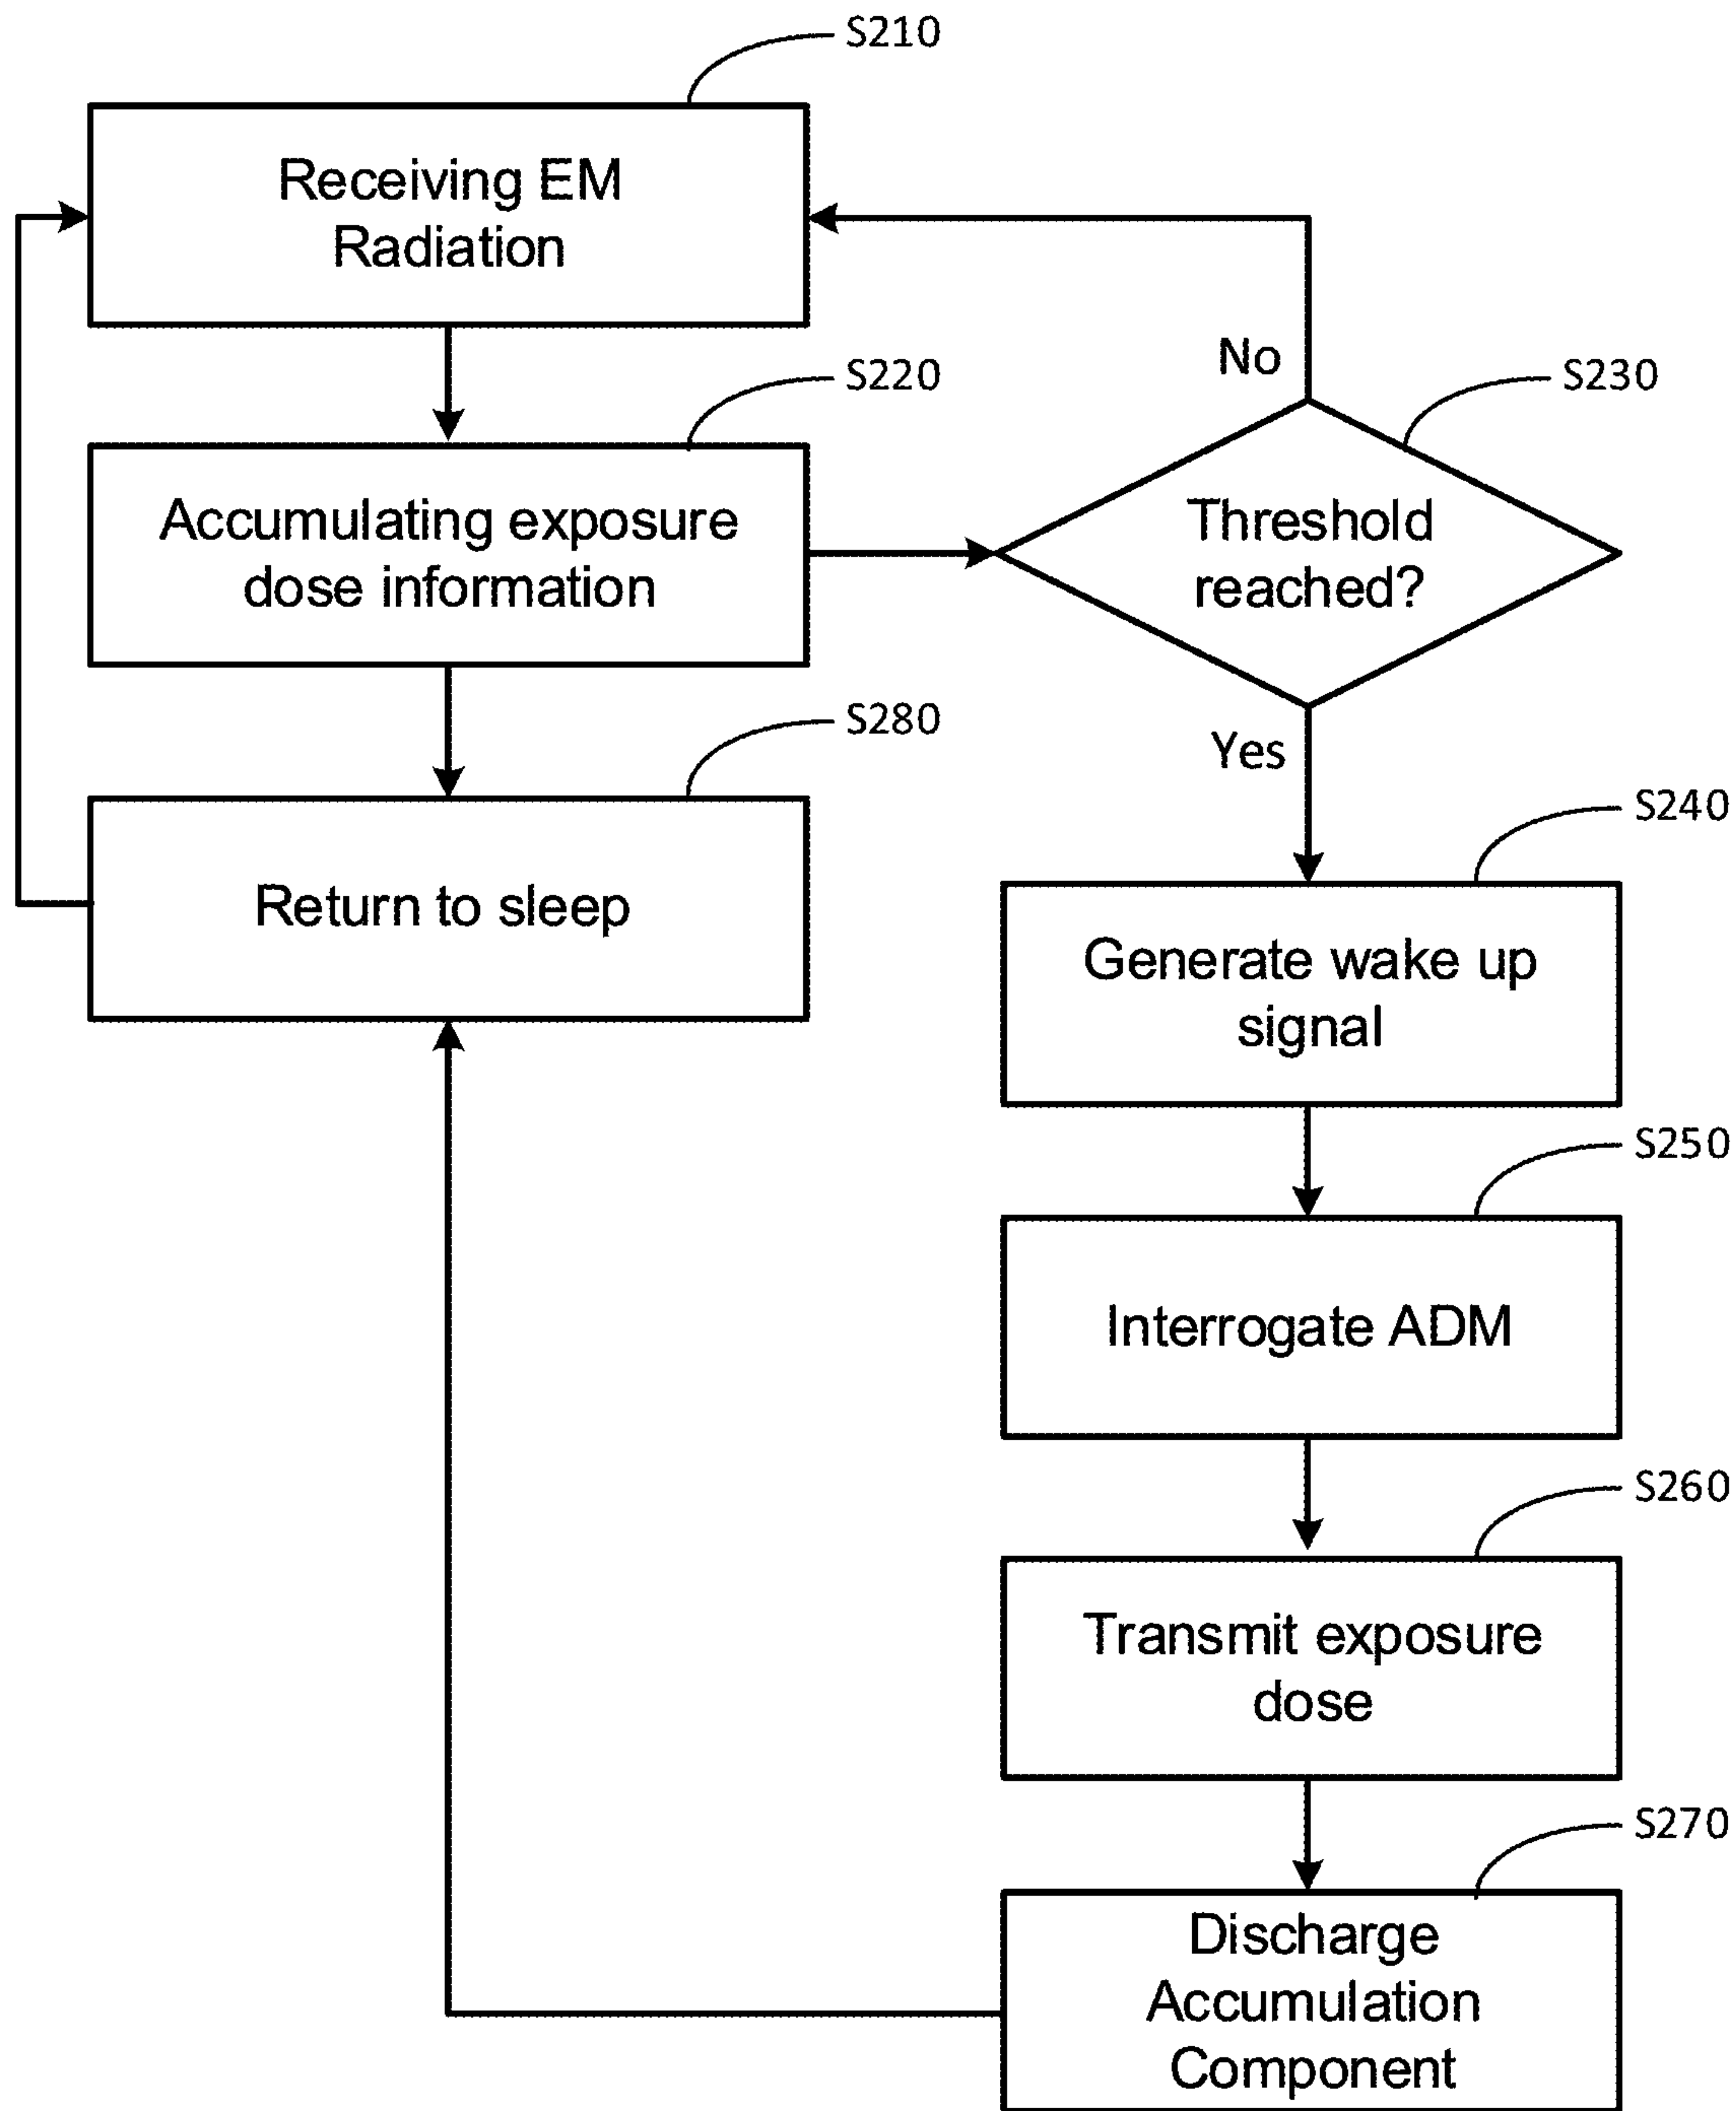 S210
Receiving EM
Radiation
No
S220
S230
Accumulating exposure
dose information
Threshold
reached?
S280
Yes
S240
Return to sleep
Generate wake up
signal
S250
Interrogate ADM
S260
Transmit exposure
dose
S270
Discharge
Accumulation
Component